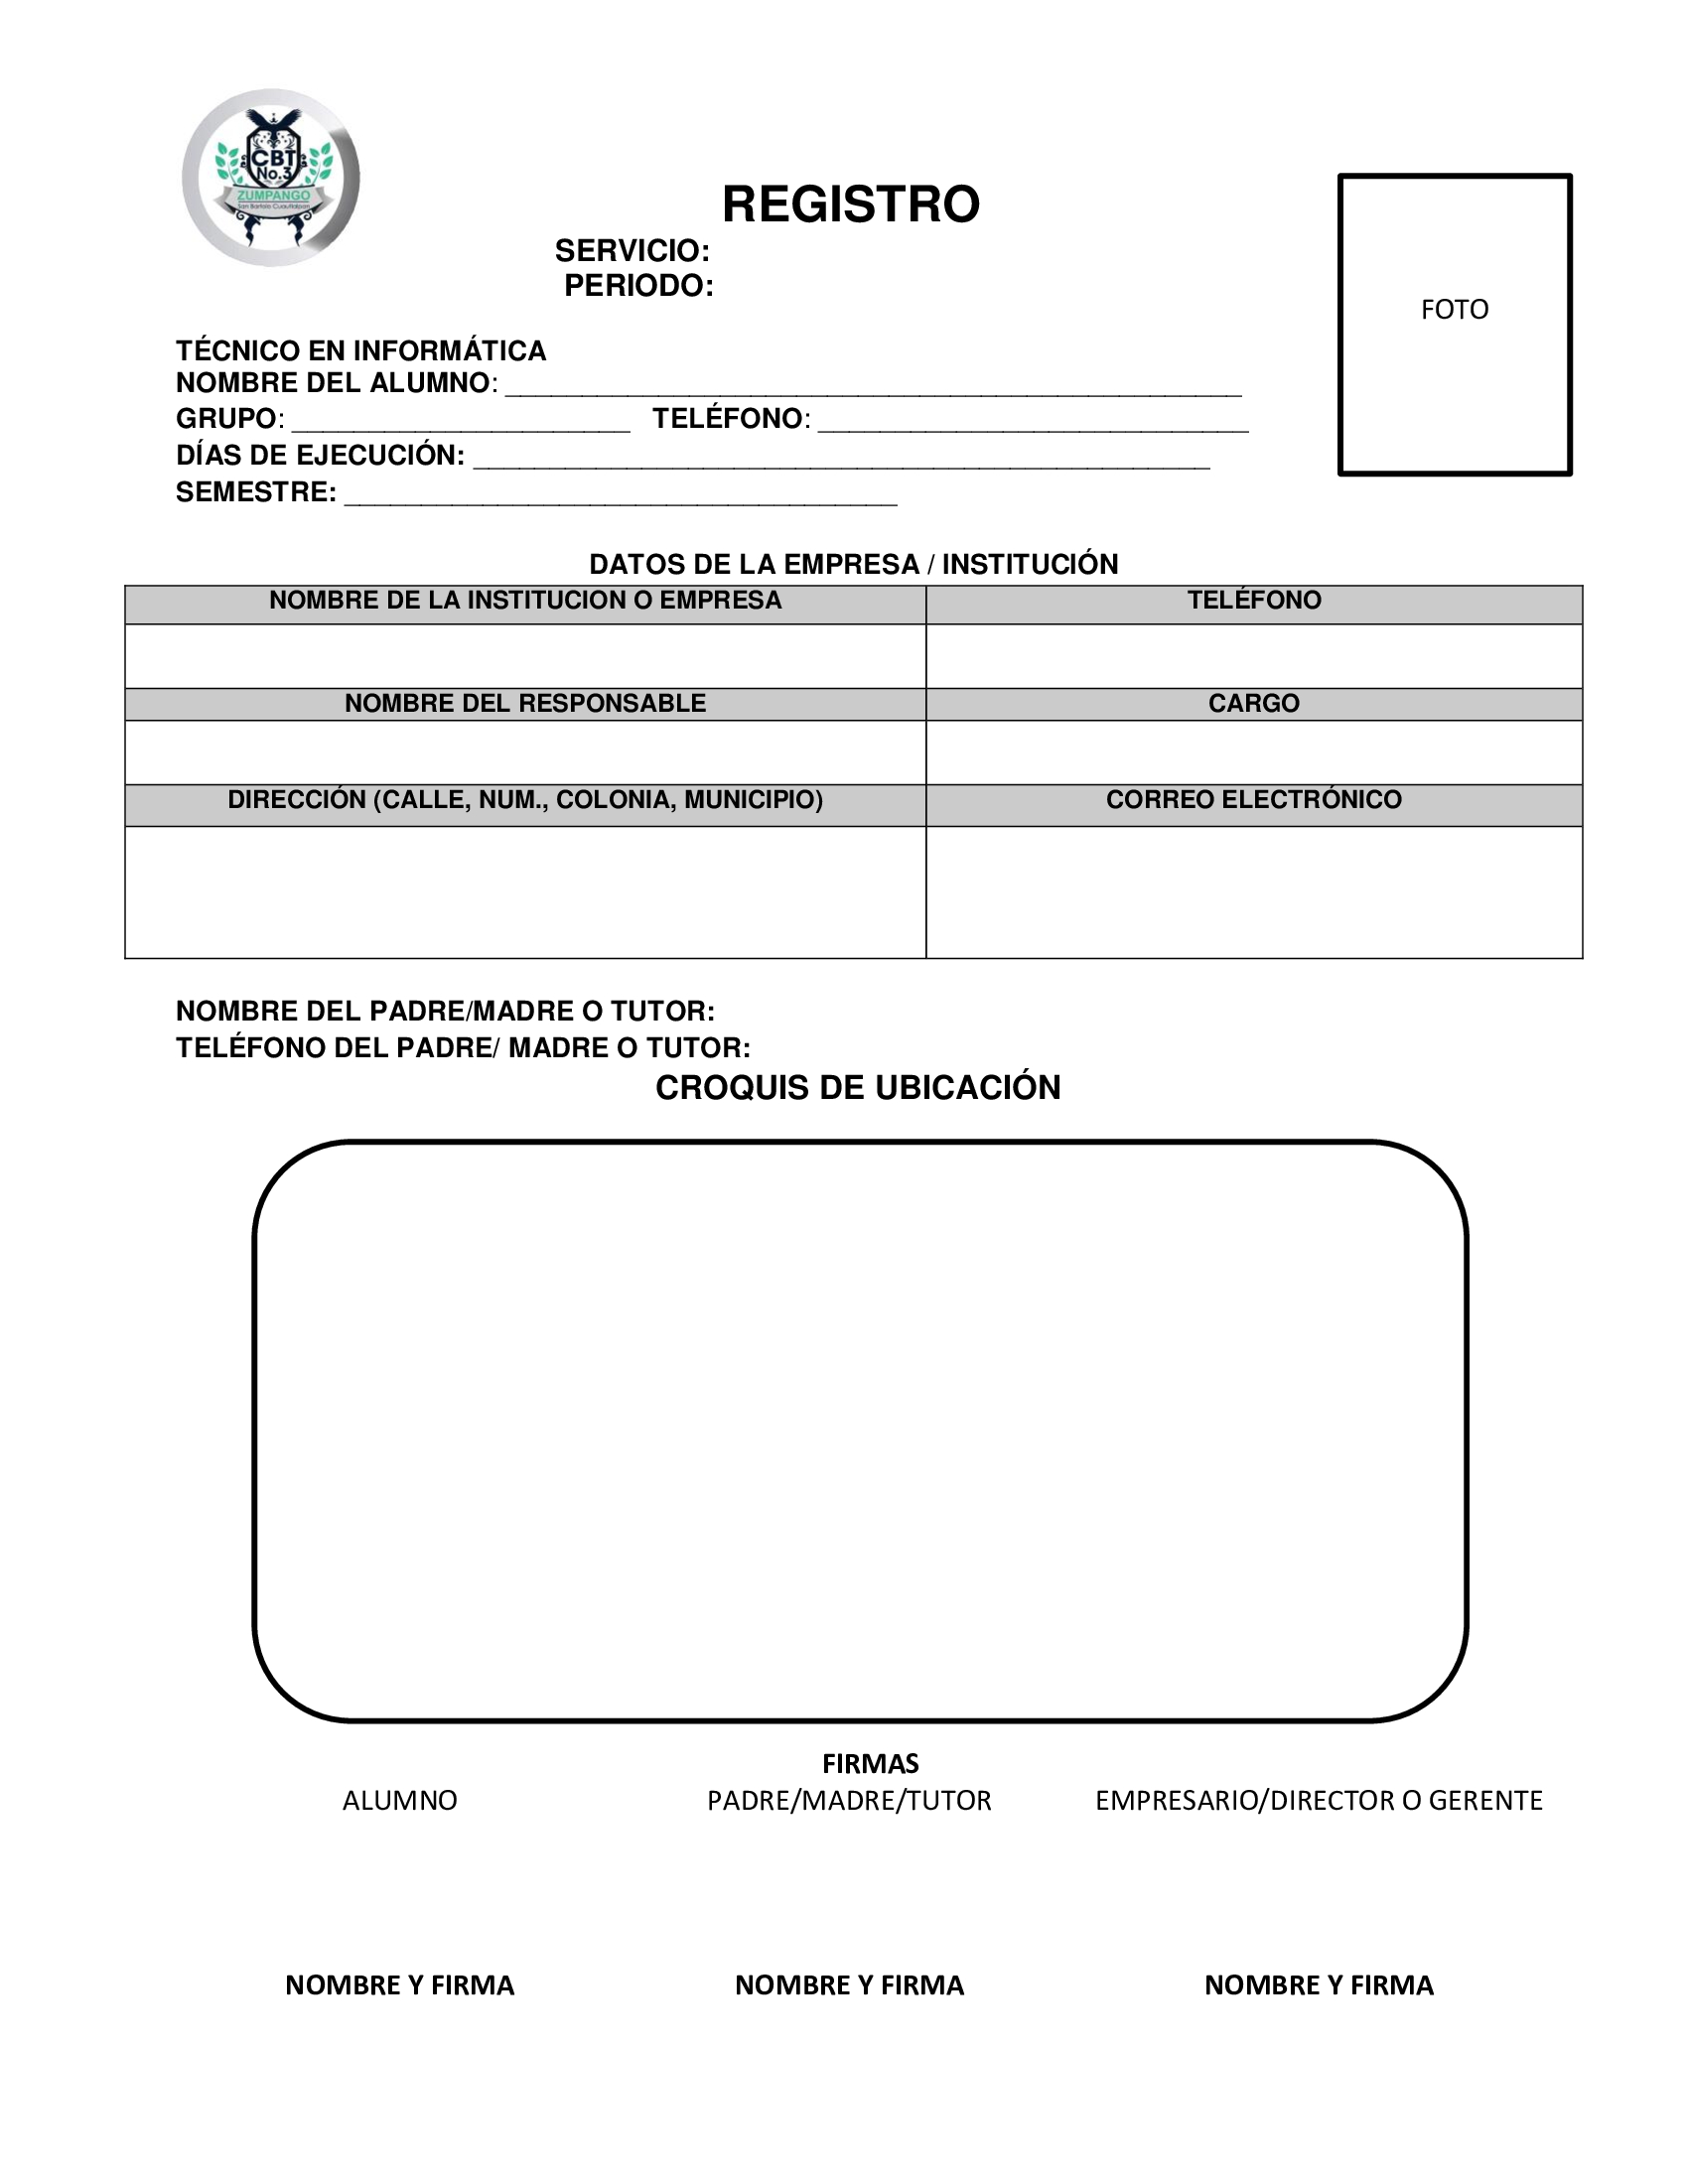 CBT
No.3
ZUMPANGO
San Bartolo Cuautlalpan
REGISTRO
SERVICIO:
PERIODO:
FOTO
TÉCNICO EN INFORMÁTICA
NOMBRE DEL ALUMNO: ________________________________________________
GRUPO: ______________________ TELÉFONO: ____________________________
DÍAS DE EJECUCIÓN: ________________________________________________
SEMESTRE: ____________________________________
DATOS DE LA EMPRESA / INSTITUCIÓN
NOMBRE DE LA INSTITUCION O EMPRESA TELÉFONO
NOMBRE DEL RESPONSABLE CARGO
DIRECCIÓN (CALLE, NUM., COLONIA, MUNICIPIO) CORREO ELECTRÓNICO
NOMBRE DEL PADRE/MADRE O TUTOR:
TELÉFONO DEL PADRE/ MADRE O TUTOR:
CROQUIS DE UBICACIÓN
FIRMAS
ALUMNO PADRE/MADRE/TUTOR EMPRESARIO/DIRECTOR O GERENTE
NOMBRE Y FIRMA NOMBRE Y FIRMA NOMBRE Y FIRMA